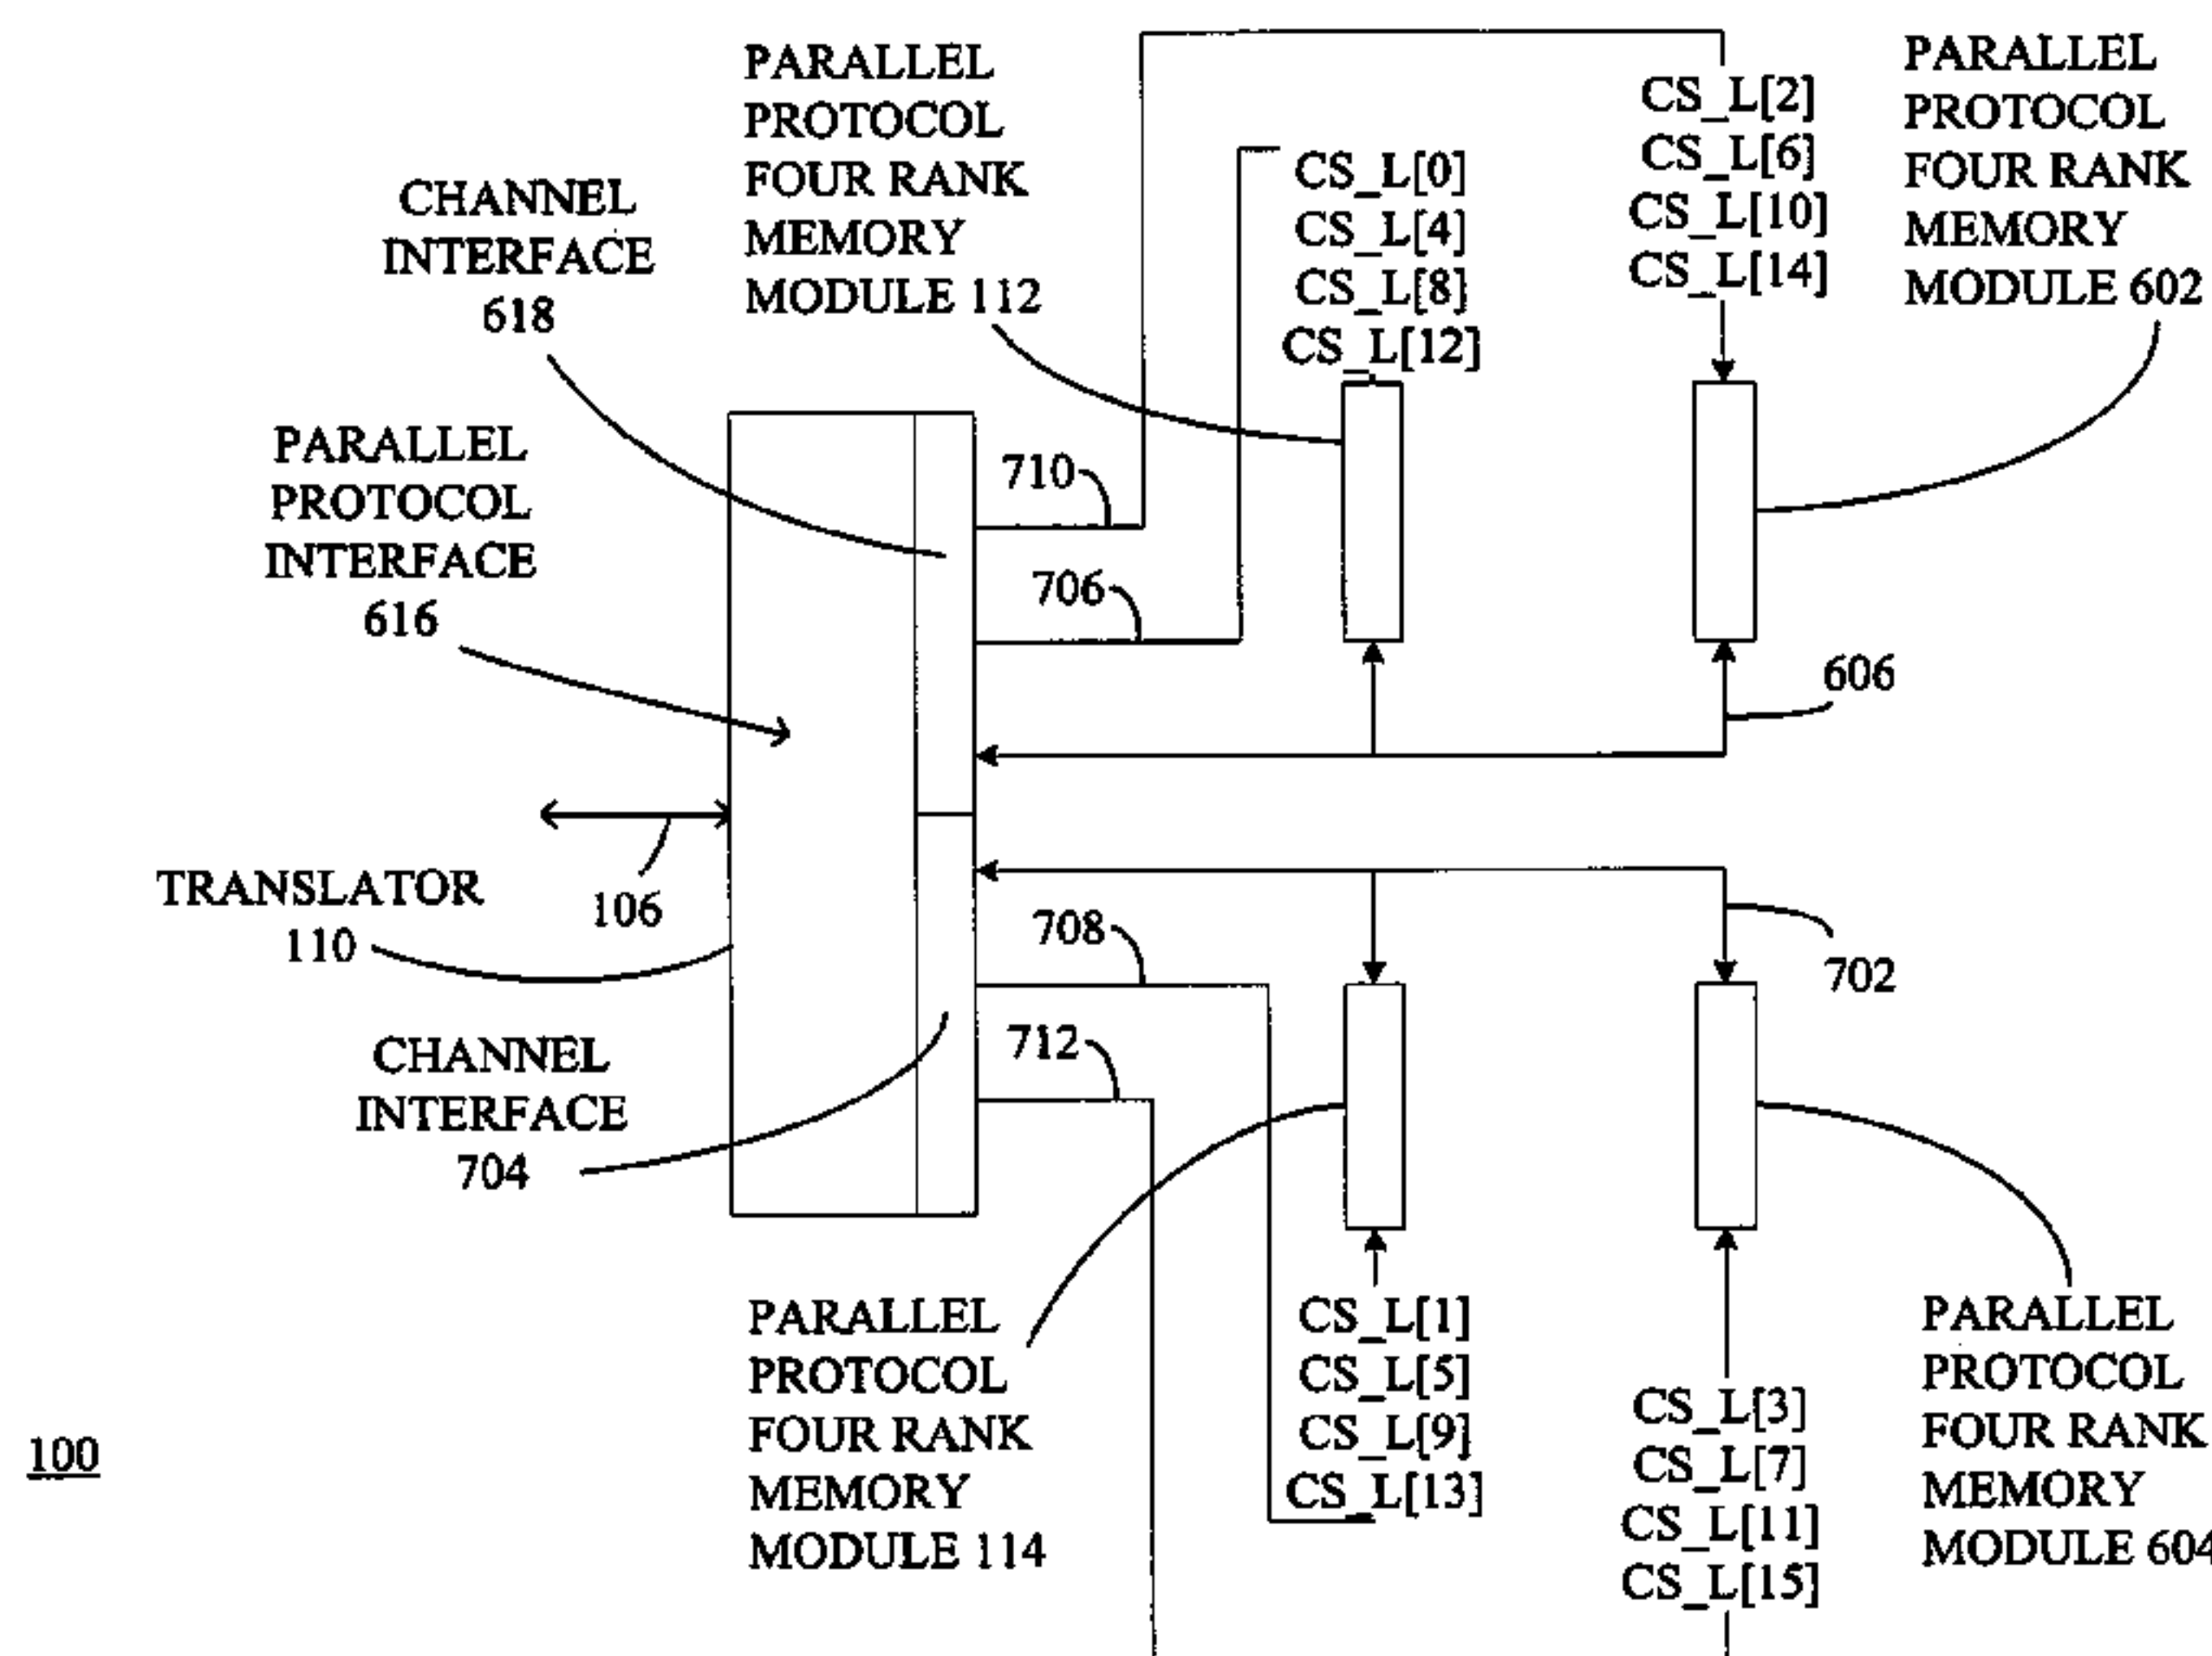 PARALLEL
PROTOCOL
FOUR RANK
MEMORY
MODULE 112
CS_L[2]
CS_L[6]
CS_L[10]
CS_L[14]
PARALLEL
PROTOCOL
FOUR RANK
MEMORY
MODULE 602
CS_L[0]
CS_L[4]
CS_L[8]
CS_L[12]
CHANNEL
INTERFACE
618
PARALLEL
PROTOCOL
INTERFACE
616
710
706
606
TRANSLATOR
110
106
708
702
712
CHANNEL
INTERFACE
704
PARALLEL
PROTOCOL
FOUR RANK
MEMORY
MODULE 114
CS_L[1]
CS_L[5]
CS_L[9]
CS_L[13]
CS_L[3]
CS_L[7]
CS_L[11]
CS_L[15]
PARALLEL
PROTOCOL
FOUR RANK
MEMORY
MODULE 604
100